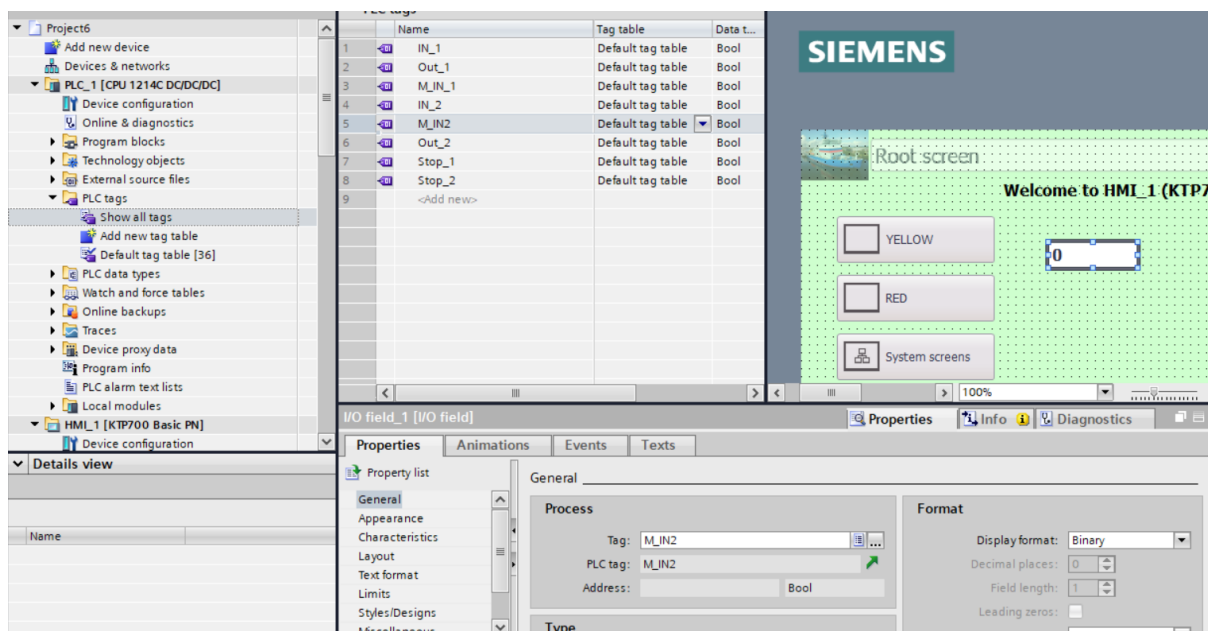 PLC tags
Project6
Add new device
Devices & networks
PLC_1 [CPU 1214C DC/DC/DC]
Device configuration
Online & diagnostics
Program blocks
Technology objects
External source files
PLC tags
Show all tags
Add new tag table
Default tag table [36]
PLC data types
Watch and force tables
Online backups
Traces
Device proxy data
Program info
PLC alarm text lists
Local modules
HMI_1 [KTP700 Basic PN]
Device configuration
Details view
Name
Name Tag table Data t...
1 IN_1 Default tag table Bool
2 Out_1 Default tag table Bool
3 M_IN_1 Default tag table Bool
4 IN_2 Default tag table Bool
5 M_IN2 Default tag table Bool
6 Out_2 Default tag table Bool
7 Stop_1 Default tag table Bool
8 Stop_2 Default tag table Bool
9 <Add new>
SIEMENS
Root screen
Welcome to HMI_1 (KTP7
YELLOW
0
RED
System screens
100%
I/O field_1 [I/O field]
Properties Info Diagnostics
Properties Animations Events Texts
Property list
General
Appearance
Characteristics
Layout
Text format
Limits
Styles/Designs
Miscellaneous
General
Process
Tag: M_IN2
PLC tag: M_IN2
Address: Bool
Type
Format
Display format: Binary
Decimal places: 0
Field length: 1
Leading zeros: